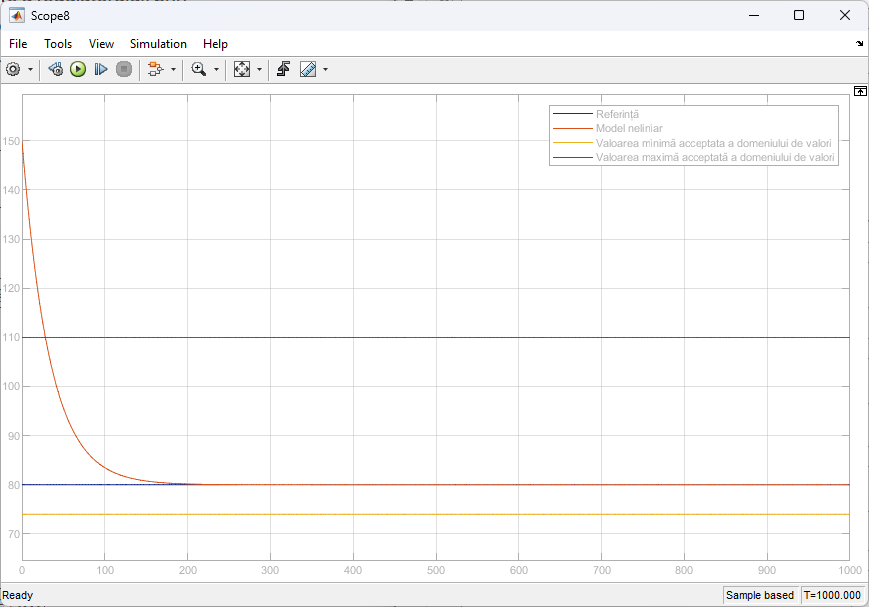 Scope8
File Tools View Simulation Help
Referință
Model neliniar
Valoarea minimă acceptata a domeniului de valori
Valoarea maximă acceptată a domeniului de valori
150
140
130
120
110
100
90
80
70
0 100 200 300 400 500 600 700 800 900 1000
Ready Sample based T=1000.000